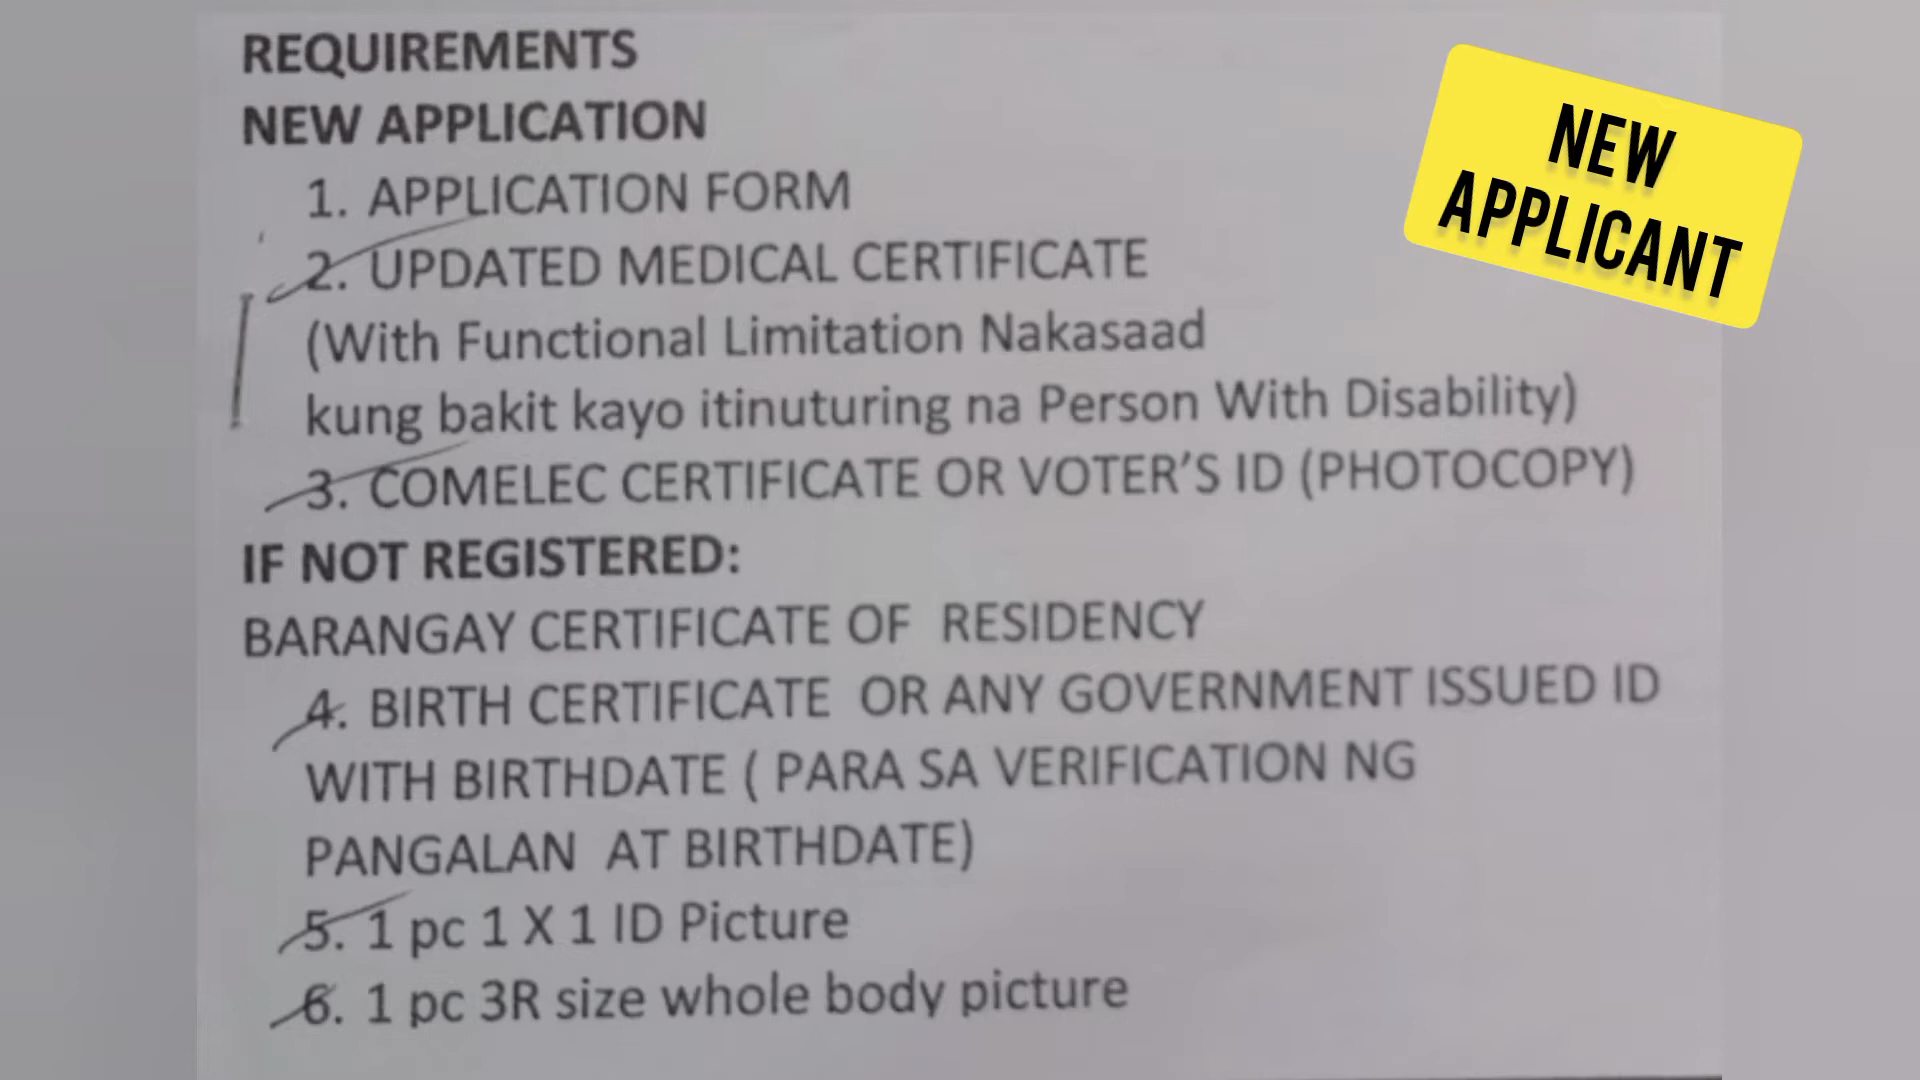 REQUIREMENTS
NEW APPLICATION
1. APPLICATION FORM
2. UPDATED MEDICAL CERTIFICATE
(With Functional Limitation Nakasaad
kung bakit kayo itinuturing na Person With Disability)
3. COMELEC CERTIFICATE OR VOTER'S ID (PHOTOCOPY)
IF NOT REGISTERED:
BARANGAY CERTIFICATE OF RESIDENCY
4. BIRTH CERTIFICATE OR ANY GOVERNMENT ISSUED ID
WITH BIRTHDATE ( PARA SA VERIFICATION NG
PANGALAN AT BIRTHDATE)
5. 1 pc 1 X 1 ID Picture
6. 1 pc 3R size whole body picture
NEW
APPLICANT